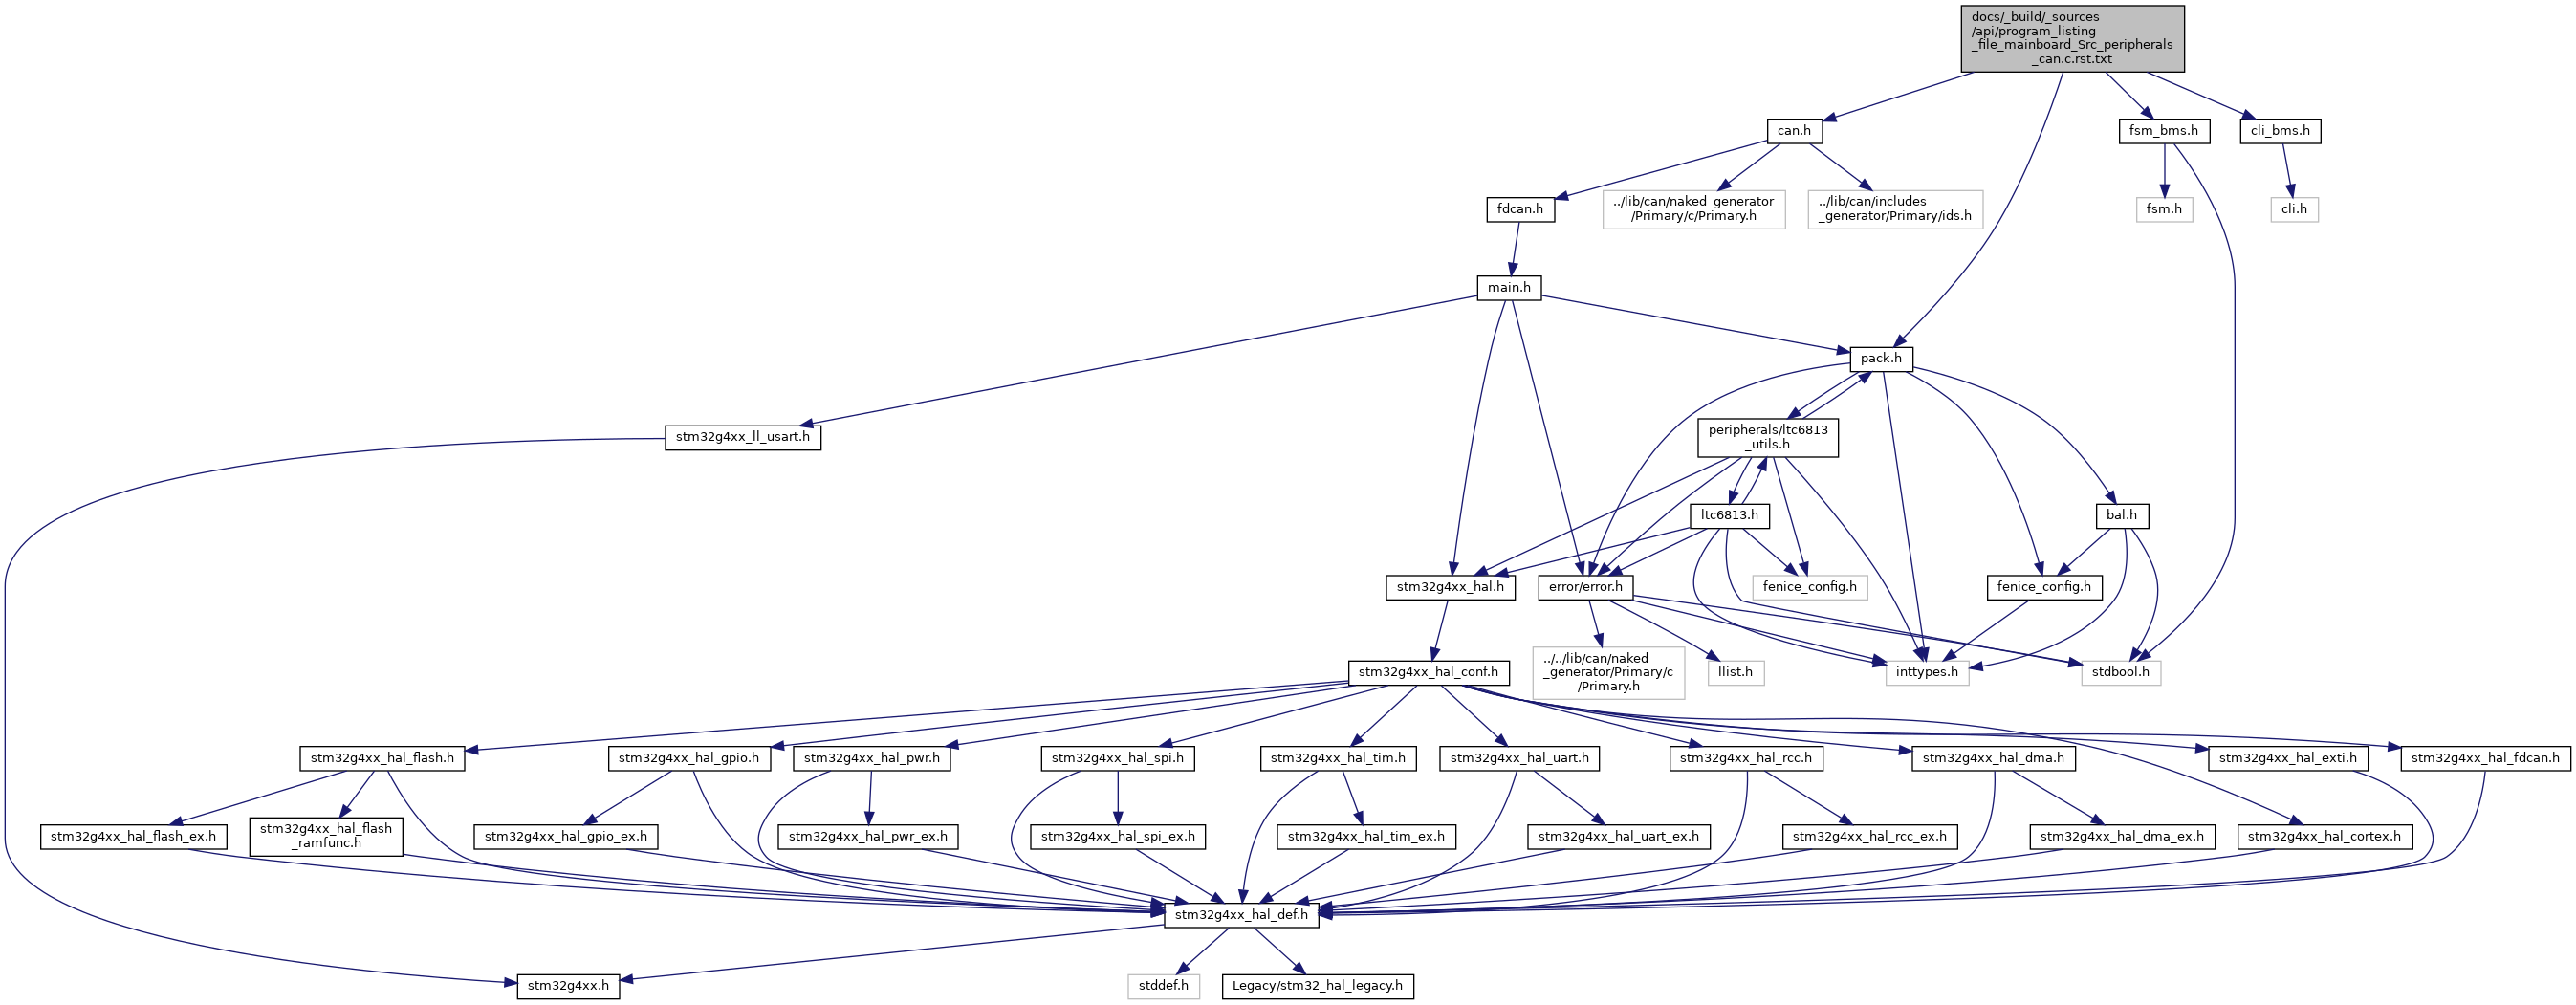 docs/_build/_sources
/api/program_listing
_file_mainboard_Src_peripherals
_can.c.rst.txt
can.h
fsm_bms.h
cli_bms.h
fdcan.h
../lib/can/naked_generator
/Primary/c/Primary.h
../lib/can/includes
_generator/Primary/ids.h
fsm.h
cli.h
main.h
pack.h
stm32g4xx_ll_usart.h
peripherals/ltc6813
_utils.h
ltc6813.h
bal.h
stm32g4xx_hal.h
error/error.h
fenice_config.h
fenice_config.h
stm32g4xx_hal_conf.h
../../lib/can/naked
_generator/Primary/c
/Primary.h
llist.h
inttypes.h
stdbool.h
stm32g4xx_hal_flash.h
stm32g4xx_hal_gpio.h
stm32g4xx_hal_pwr.h
stm32g4xx_hal_spi.h
stm32g4xx_hal_tim.h
stm32g4xx_hal_uart.h
stm32g4xx_hal_rcc.h
stm32g4xx_hal_dma.h
stm32g4xx_hal_exti.h
stm32g4xx_hal_fdcan.h
stm32g4xx_hal_flash_ex.h
stm32g4xx_hal_flash
_ramfunc.h
stm32g4xx_hal_gpio_ex.h
stm32g4xx_hal_pwr_ex.h
stm32g4xx_hal_spi_ex.h
stm32g4xx_hal_tim_ex.h
stm32g4xx_hal_uart_ex.h
stm32g4xx_hal_rcc_ex.h
stm32g4xx_hal_dma_ex.h
stm32g4xx_hal_cortex.h
stm32g4xx_hal_def.h
stm32g4xx.h
stddef.h
Legacy/stm32_hal_legacy.h